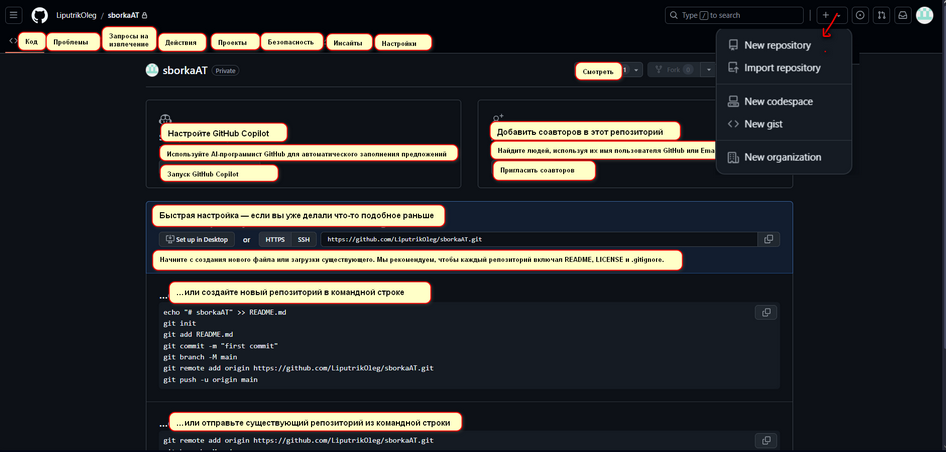 LiputrikOleg / sborkaAT
Type / to search
Код
Проблемы
Запросы на
извлечение
Действия
Проекты
Безопасность
Инсайты
Настройки
New repository
Import repository
New codespace
New gist
New organization
sborkaAT
Private
Смотреть
1
Fork
Настройте GitHub Copilot
Используйте AI-программист GitHub для автоматического заполнения предложений
Запуск GitHub Copilot
Добавить соавторов в этот репозиторий
Найдите людей, используя их имя пользователя GitHub или Emai
Пригласить соавторов
Быстрая настройка — если вы уже делали что-то подобное раньше
Set up in Desktop or HTTPS SSH https://github.com/LiputrikOleg/sborkaAT.git
Начните с создания нового файла или загрузки существующего. Мы рекомендуем, чтобы каждый репозиторий включал README, LICENSE и .gitignore.
...или создайте новый репозиторий в командной строке
echo "# sborkaAT" >> README.md
git init
git add README.md
git commit -m "first commit"
git branch -M main
git remote add origin https://github.com/LiputrikOleg/sborkaAT.git
git push -u origin main
...или отправьте существующий репозиторий из командной строки
git remote add origin https://github.com/LiputrikOleg/sborkaAT.git